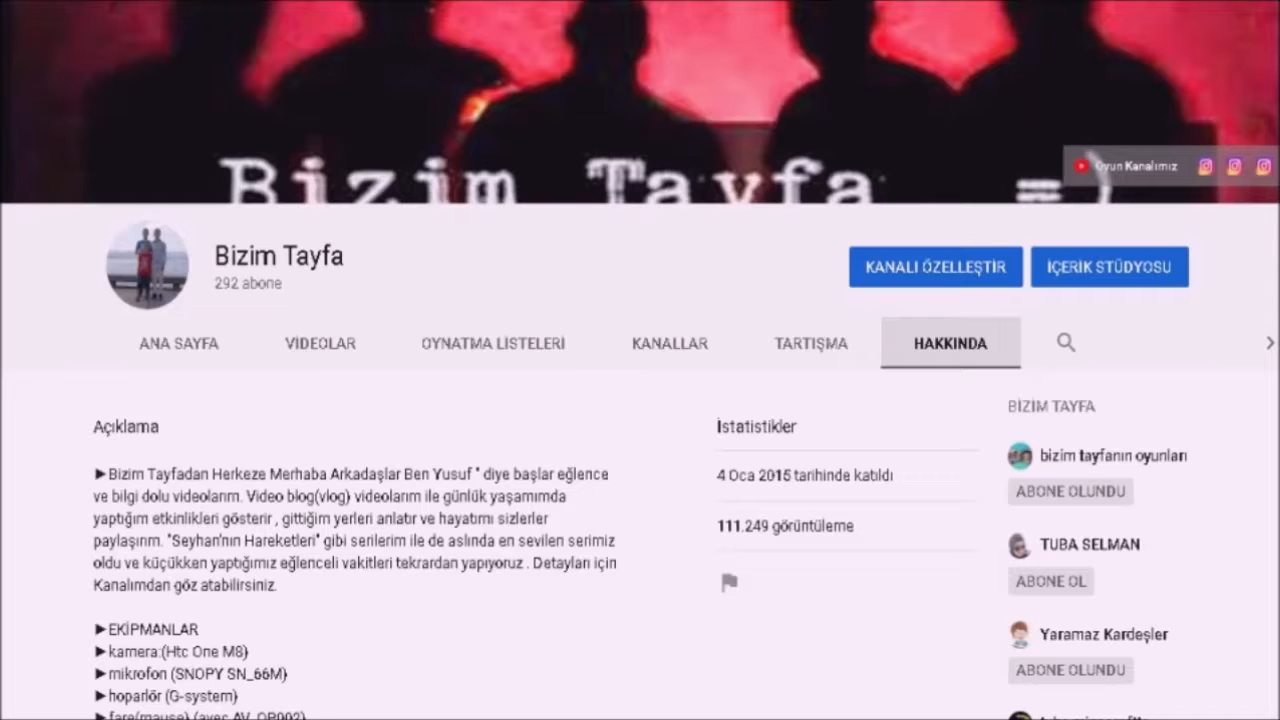 Bizim Tayfa =)
Oyun Kanalımız
Bizim Tayfa
292 abone
KANALI ÖZELLEŞTİR
İÇERİK STÜDYOSU
ANA SAYFA
VİDEOLAR
OYNATMA LİSTELERİ
KANALLAR
TARTIŞMA
HAKKINDA
Açıklama
►Bizim Tayfadan Herkeze Merhaba Arkadaşlar Ben Yusuf " diye başlar eğlence
ve bilgi dolu videolarım. Video blog(vlog) videolarım ile günlük yaşamımda
yaptığım etkinlikleri gösterir , gittiğim yerleri anlatır ve hayatımı sizlerler
paylaşırım. "Seyhan'nın Hareketleri" gibi serilerim ile de aslında en sevilen serimiz
oldu ve küçükken yaptığımız eğlenceli vakitleri tekrardan yapıyoruz . Detayları için
Kanalımdan göz atabilirsiniz.
►EKİPMANLAR
►kamera:(Htc One M8)
►mikrofon (SNOPY SN_66M)
►hoparlör (G-system)
►fare(mause) (avec AV_OP002)
İstatistikler
4 Oca 2015 tarihinde katıldı
111.249 görüntüleme
BİZİM TAYFA
bizim tayfanın oyunları
ABONE OLUNDU
TUBA SELMAN
ABONE OL
Yaramaz Kardeşler
ABONE OLUNDU